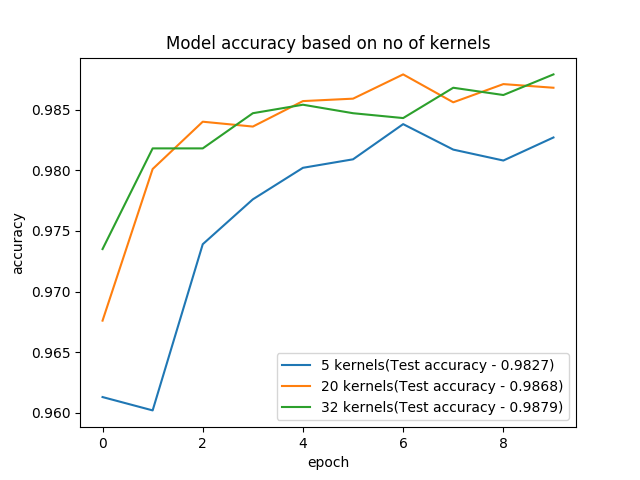 Model accuracy based on no of kernels
accuracy
0.985
0.980
0.975
0.970
0.965
0.960
5 kernels(Test accuracy - 0.9827)
20 kernels(Test accuracy - 0.9868)
32 kernels(Test accuracy - 0.9879)
0 2 4 6 8
epoch